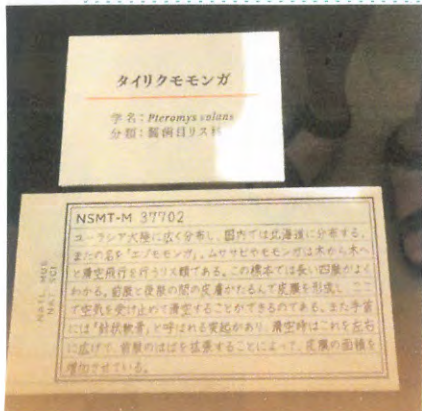 タイリクモモンガ
学名：Pteromys volans
分類：齧歯目リス科
NSMT-M 37702
ユーラシア大陸に広く分布し、国内では北海道に分布する。
またの名を「エゾモモンガ」。ムササビやモモンガは木から木へ
と滑空飛行を行うリス類である。この標本では長い四肢がよく
わかる。前肢と後肢の間の皮膚がたるんで皮膜を形成し、ここ
で空気を受け止めて滑空することができるのである。また手首
には「針状軟骨」と呼ばれる突起があり、滑空時はこれを左右
に広げて、前肢のはばを拡張することによって、皮膜の面積を
増加させている。
NATL. MUS.
NAT. SCI.